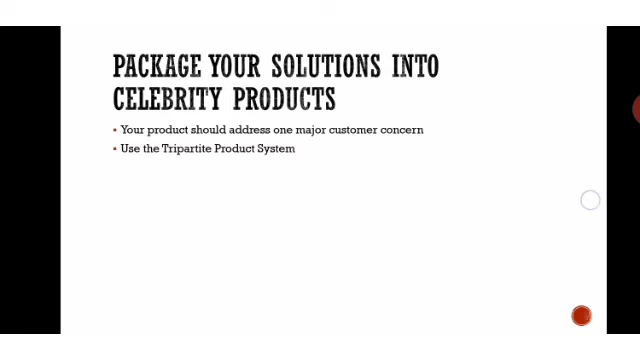 PACKAGE YOUR SOLUTIONS INTO
CELEBRITY PRODUCTS
▪ Your product should address one major customer concern
▪ Use the Tripartite Product System